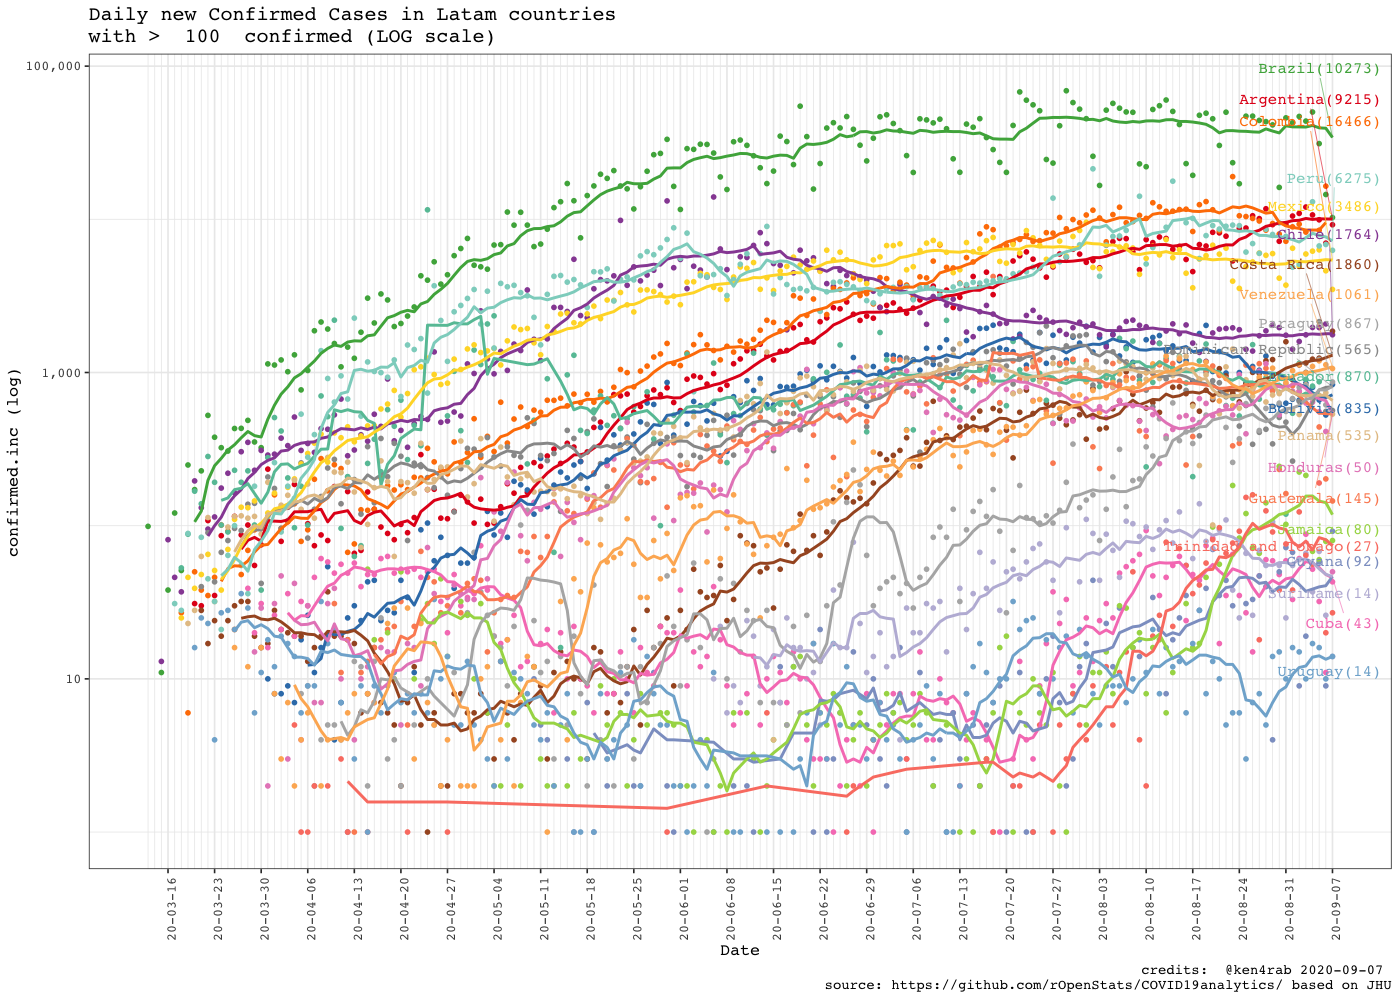 Daily new Confirmed Cases in Latam countries
with >  100  confirmed (LOG scale)
100,000
1,000
10
confirmed.inc (log)
Brazil(10273)
Argentina(9215)
Colombia(16466)
Peru(6275)
Mexico(3486)
Chile(1764)
Costa Rica(1860)
Venezuela(1061)
Paraguay(867)
Dominican Republic(565)
Ecuador(870)
Bolivia(835)
Panama(535)
Honduras(50)
Guatemala(145)
Jamaica(80)
Trinidad and Tobago(27)
Guyana(92)
Suriname(14)
Cuba(43)
Uruguay(14)
20-03-16
20-03-23
20-03-30
20-04-06
20-04-13
20-04-20
20-04-27
20-05-04
20-05-11
20-05-18
20-05-25
20-06-01
20-06-08
20-06-15
20-06-22
20-06-29
20-07-06
20-07-13
20-07-20
20-07-27
20-08-03
20-08-10
20-08-17
20-08-24
20-08-31
20-09-07
Date
credits:  @ken4rab 2020-09-07
source: https://github.com/rOpenStats/COVID19analytics/ based on JHU